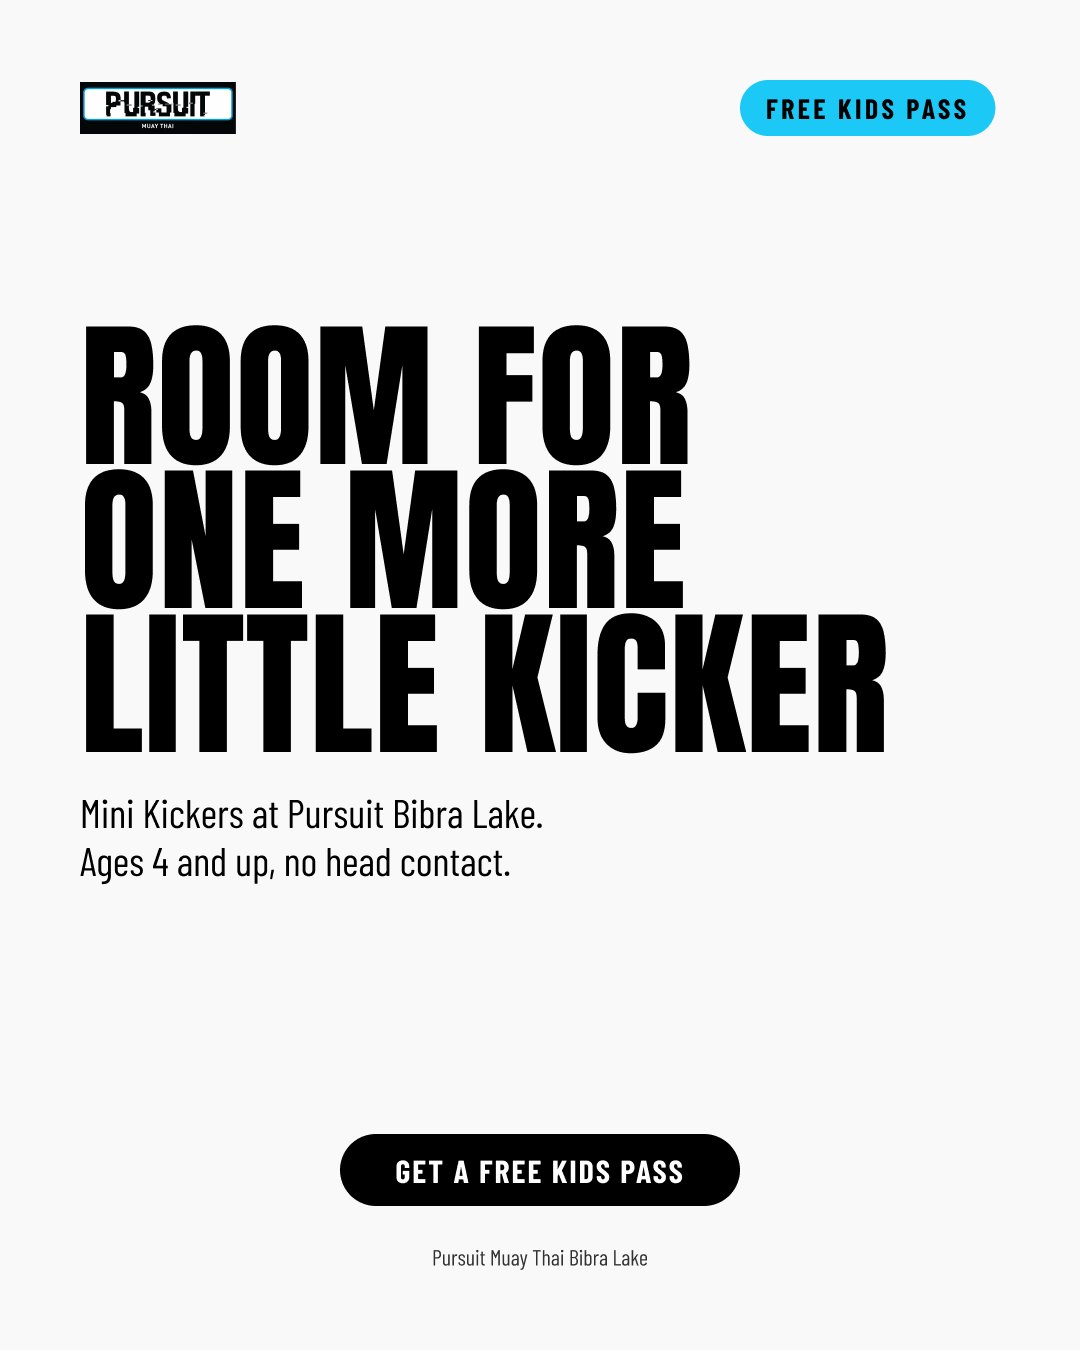 PURSUIT
MUAY THAI
FREE KIDS PASS
ROOM FOR
ONE MORE
LITTLE KICKER
Mini Kickers at Pursuit Bibra Lake.
Ages 4 and up, no head contact.
GET A FREE KIDS PASS
Pursuit Muay Thai Bibra Lake